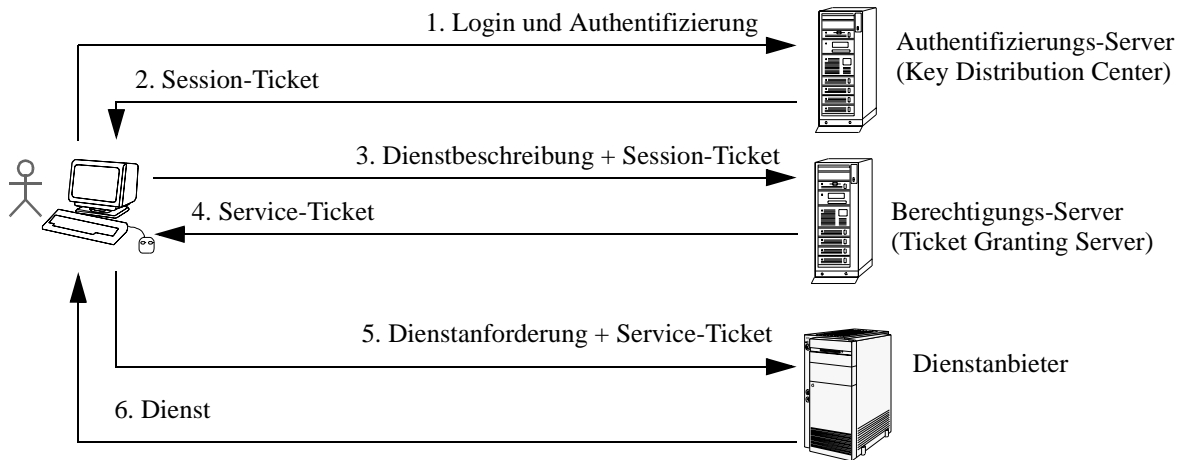 1. Login und Authentifizierung
Authentifizierungs-Server
(Key Distribution Center)
2. Session-Ticket
3. Dienstbeschreibung + Session-Ticket
4. Service-Ticket
Berechtigungs-Server
(Ticket Granting Server)
5. Dienstanforderung + Service-Ticket
Dienstanbieter
6. Dienst